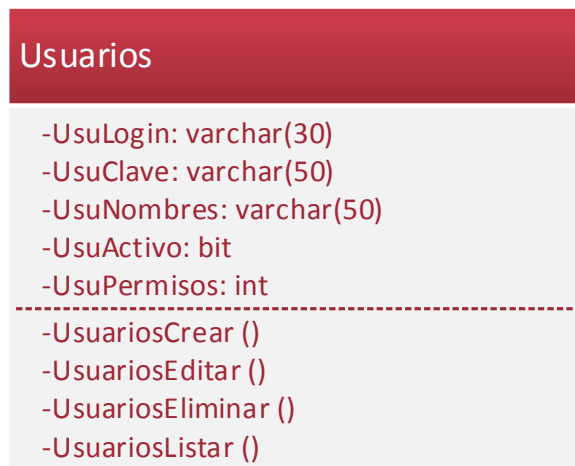 Usuarios
-UsuLogin: varchar(30)
-UsuClave: varchar(50)
-UsuNombres: varchar(50)
-UsuActivo: bit
-UsuPermisos: int
-UsuariosCrear ()
-UsuariosEditar ()
-UsuariosEliminar ()
-UsuariosListar ()